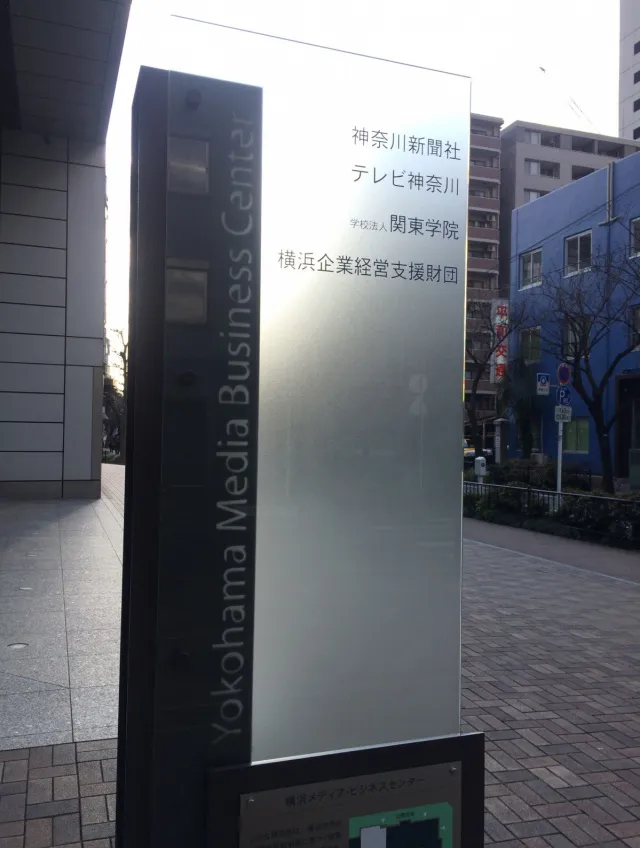 神奈川新聞社
テレビ神奈川
学校法人 関東学院
横浜企業経営支援財団
Yokohama Media Business Center
横浜メディア・ビジネスセンター